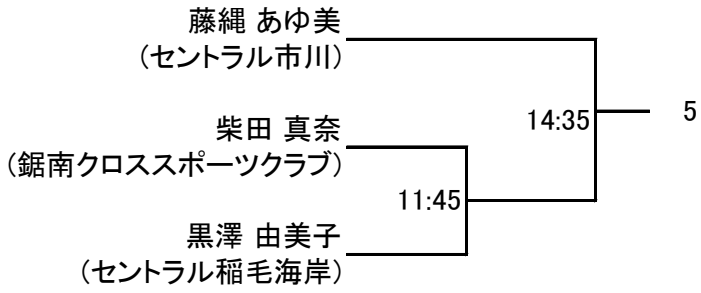 藤縄 あゆ美
(セントラル市川)
14:35
5
柴田 真奈
(鋸南クロススポーツクラブ)
11:45
黒澤 由美子
(セントラル稲毛海岸)